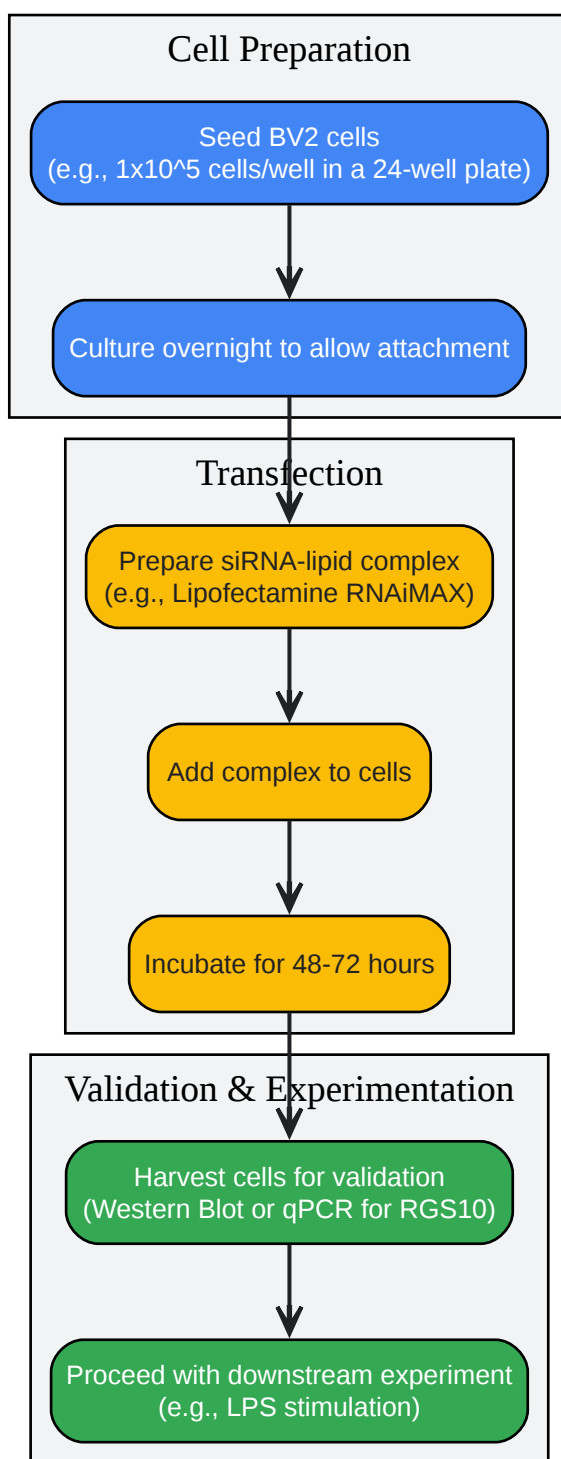 Cell Preparation
Seed BV2 cells
(e.g., 1x10^5 cells/well in a 24-well plate)
Culture overnight to allow attachment
Transfection
Prepare siRNA-lipid complex
(e.g., Lipofectamine RNAiMAX)
Add complex to cells
Incubate for 48-72 hours
Validation & Experimentation
Harvest cells for validation
(Western Blot or qPCR for RGS10)
Proceed with downstream experiment
(e.g., LPS stimulation)